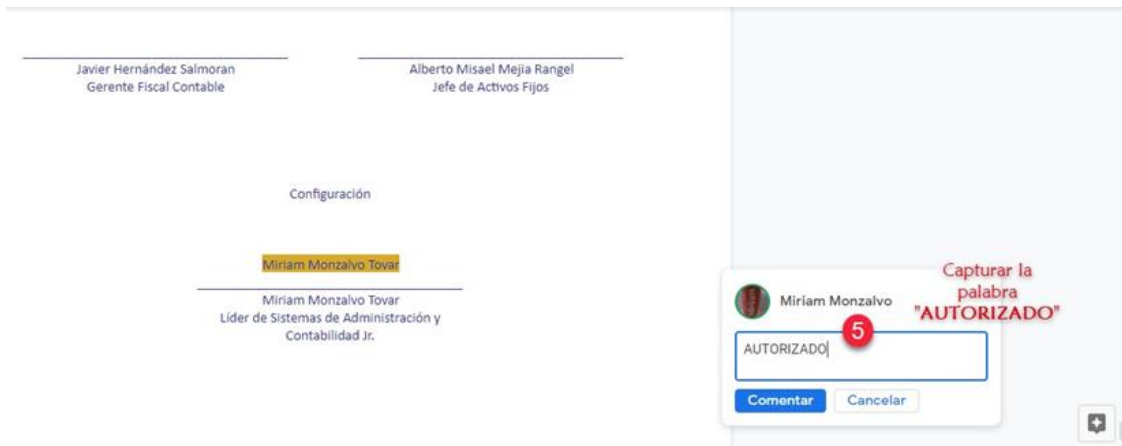 Javier Hernández Salmoran
Gerente Fiscal Contable
Alberto Misael Mejia Rangel
Jefe de Activos Fijos
Configuración
Miriam Monzalvo Tovar
Miriam Monzalvo Tovar
Líder de Sistemas de Administración y
Contabilidad Jr.
Capturar la
palabra
"AUTORIZADO"
Miriam Monzalvo
5
AUTORIZADO
Comentar
Cancelar